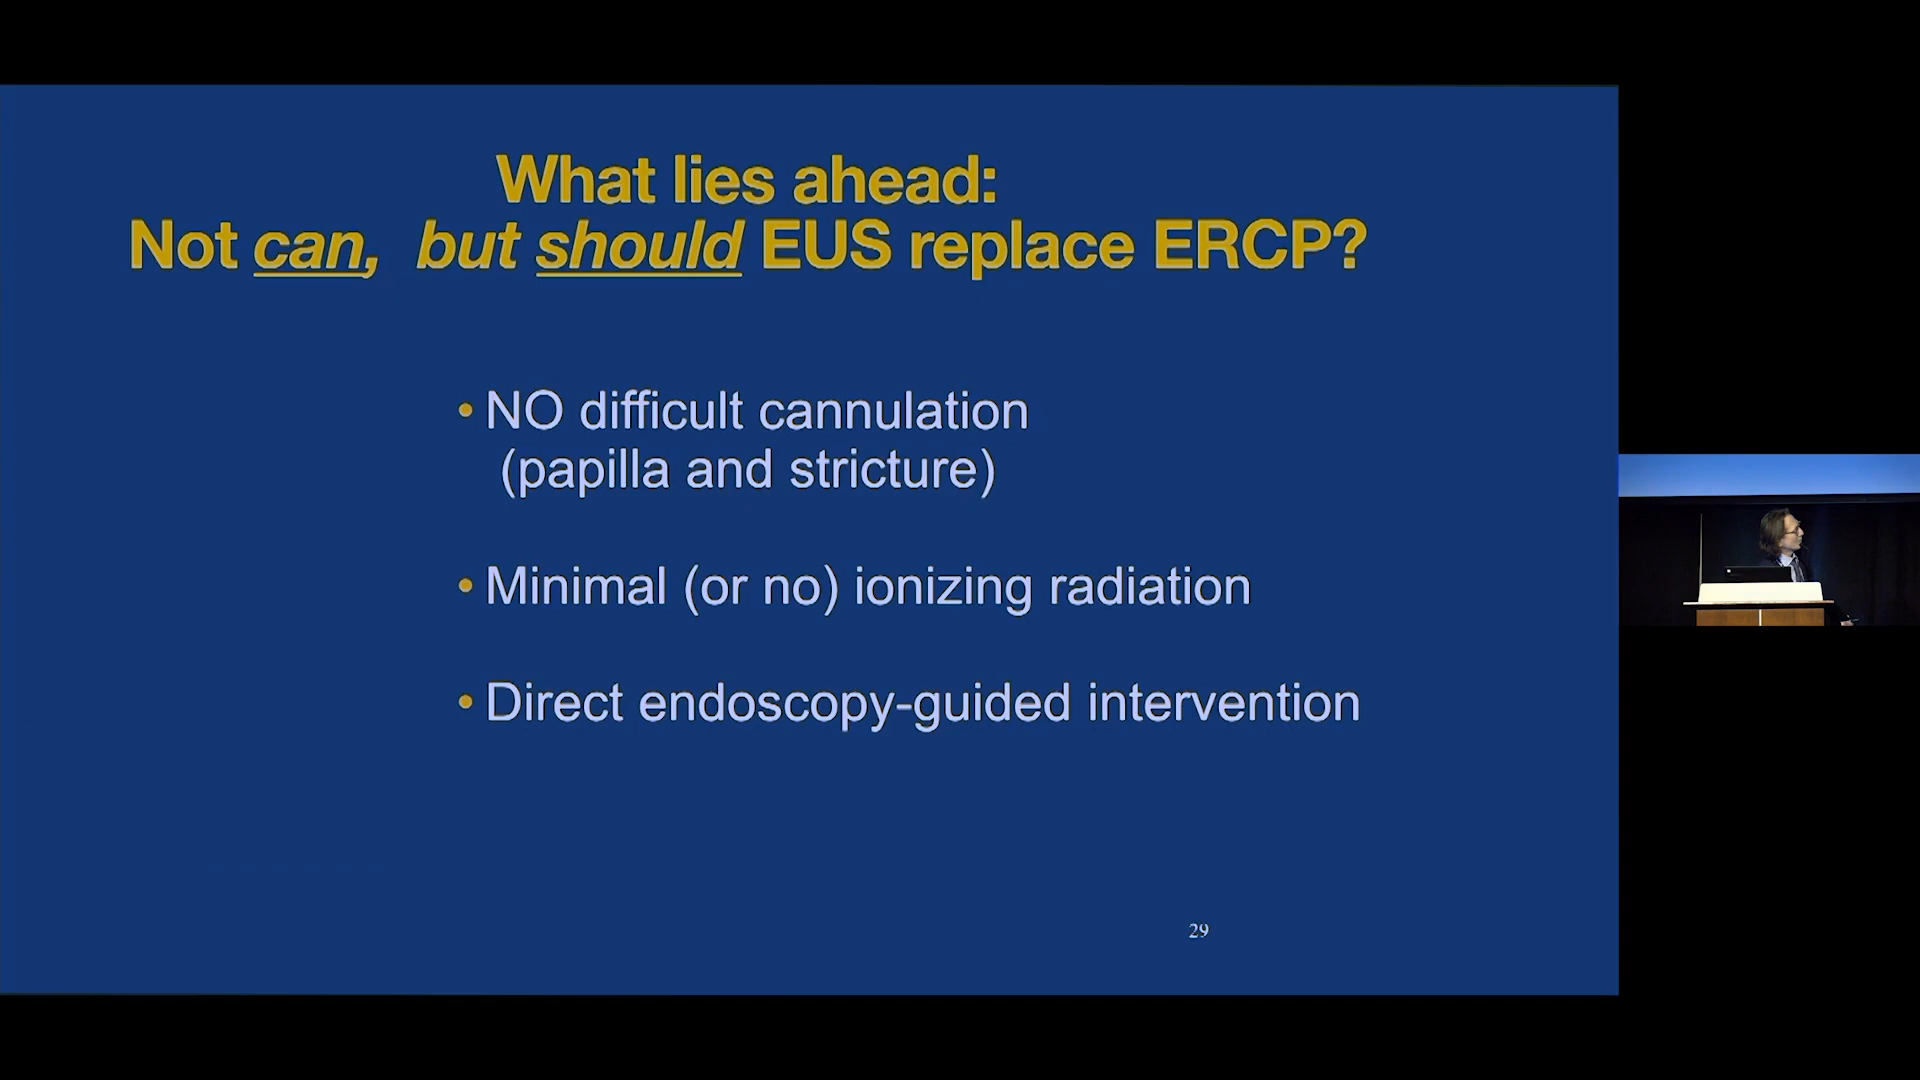 What lies ahead:
Not can, but should EUS replace ERCP?
• NO difficult cannulation
(papilla and stricture)
• Minimal (or no) ionizing radiation
• Direct endoscopy-guided intervention
29